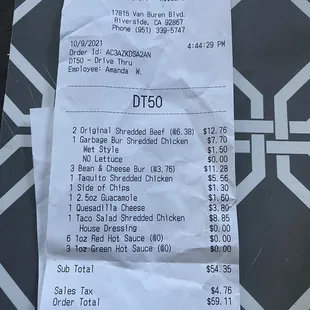 17815 Van Buren Blvd.
Riverside, CA 92867
Phone (951) 339-5747
10/9/2021 4:44:29 PM
Order Id: AC3AZKDSA2AN
DT50 - Drive Thru
Employee: Amanda W.
DT50
2 Original Shredded Beef (@6.38) $12.76
1 Garbage Bur Shredded Chicken $7.70
Wet Style $1.50
NO Lettuce $0.00
3 Bean & Cheese Bur (@3.76) $11.28
1 Taquito Shredded Chicken $5.56
1 Side of Chips $1.30
1 2.5oz Guacamole $1.60
1 Quesadilla Cheese $3.80
1 Taco Salad Shredded Chicken $8.85
House Dressing $0.00
6 1oz Red Hot Sauce (@0) $0.00
3 1oz Green Hot Sauce (@0) $0.00
Sub Total $54.35
Sales Tax $4.76
Order Total $59.11